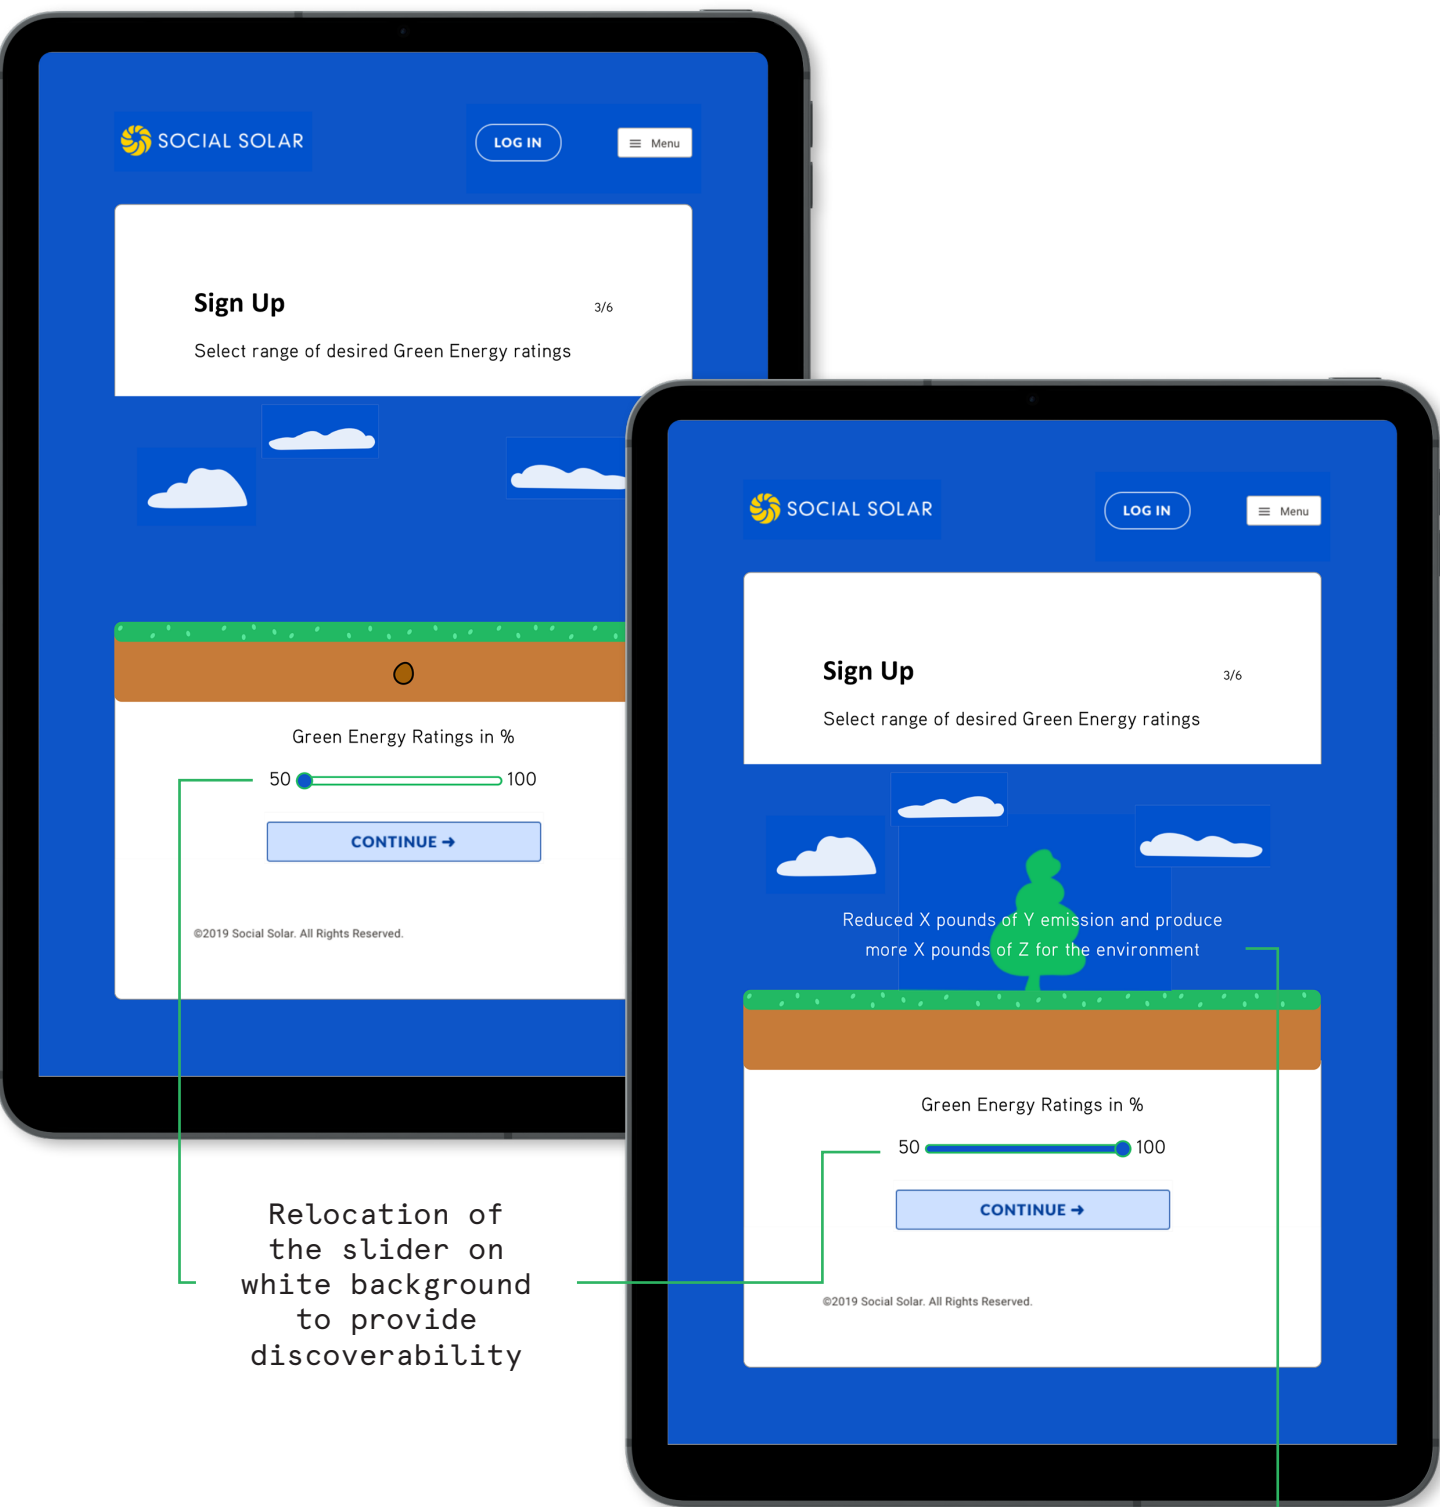 SOCIAL SOLAR
LOG IN
Menu
Sign Up
3/6
Select range of desired Green Energy ratings
Green Energy Ratings in %
50
100
CONTINUE ➔
©2019 Social Solar. All Rights Reserved.
SOCIAL SOLAR
LOG IN
Menu
Sign Up
3/6
Select range of desired Green Energy ratings
Reduced X pounds of Y emission and produce
more X pounds of Z for the environment
Green Energy Ratings in %
50
100
CONTINUE ➔
©2019 Social Solar. All Rights Reserved.
Relocation of
the slider on
white background
to provide
discoverability